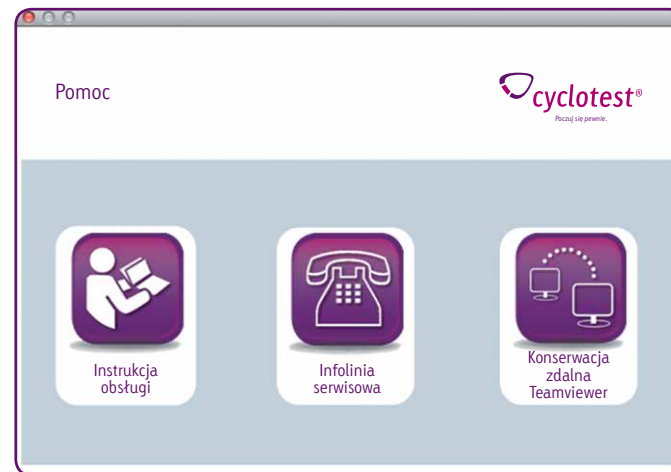 Pomoc
cyclotest®
Poczuj się pewnie.
Instrukcja
obsługi
Infolinia
serwisowa
Konserwacja
zdalna
Teamviewer